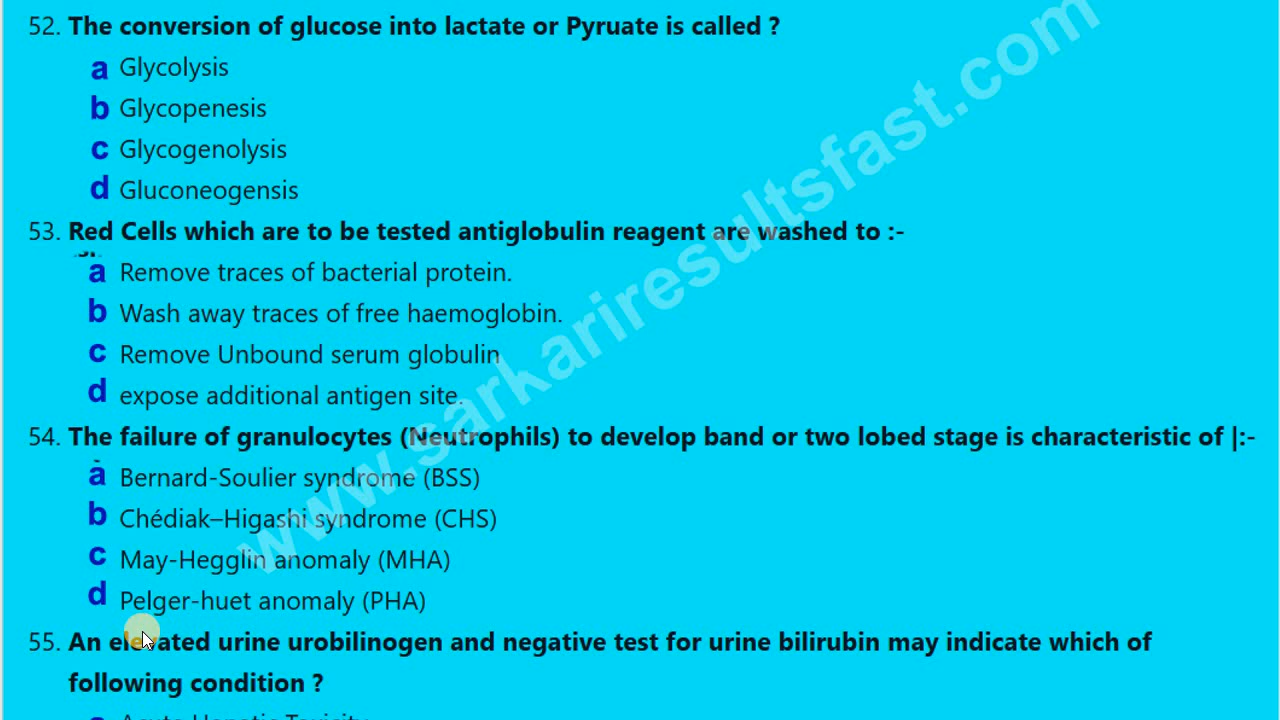 52. The conversion of glucose into lactate or Pyruate is called ?
a Glycolysis
b Glycopenesis
c Glycogenolysis
d Gluconeogensis
53. Red Cells which are to be tested antiglobulin reagent are washed to :-
a Remove traces of bacterial protein.
b Wash away traces of free haemoglobin.
c Remove Unbound serum globulin
d expose additional antigen site.
54. The failure of granulocytes (Neutrophils) to develop band or two lobed stage is characteristic of |:-
a Bernard-Soulier syndrome (BSS)
b Chédiak–Higashi syndrome (CHS)
c May-Hegglin anomaly (MHA)
d Pelger-huet anomaly (PHA)
55. An elevated urine urobilinogen and negative test for urine bilirubin may indicate which of
following condition ?
a Acute Hepatic Toxicity
www.sarkariresultsfast.com